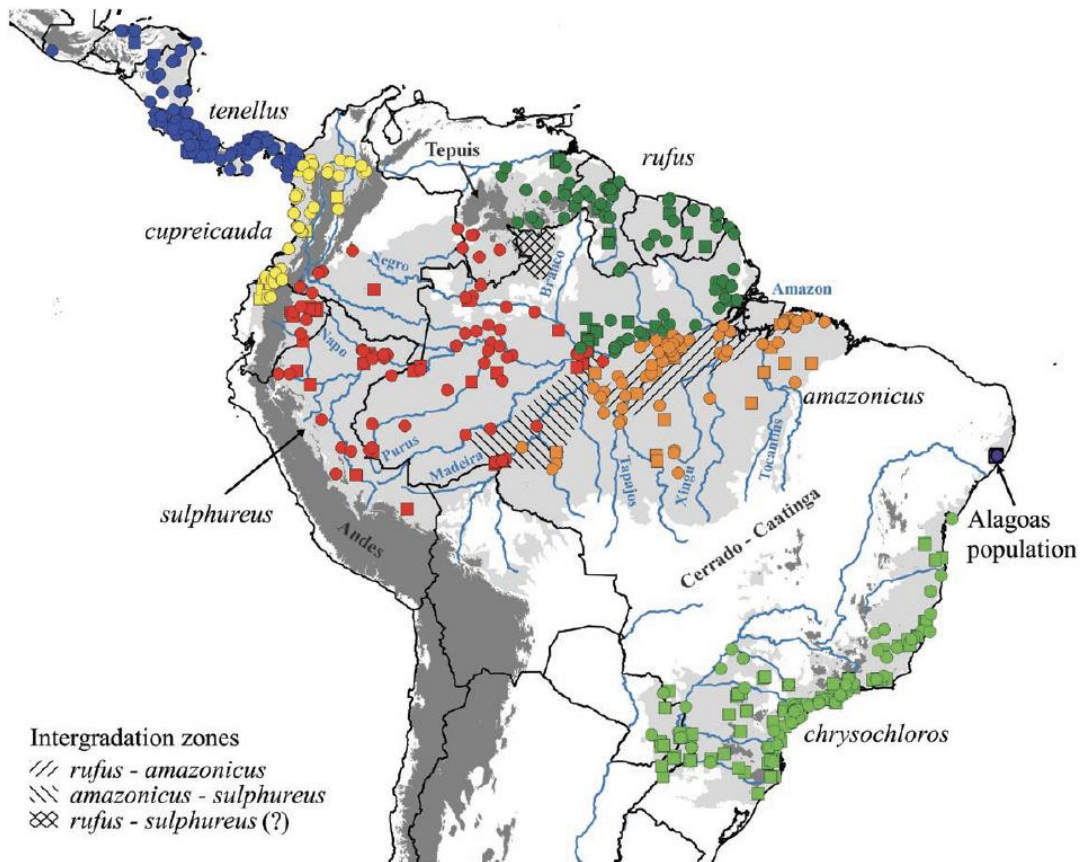 tenellus
Tepuis
rufus
cupreicauda
Negro
Branco
Amazon
Napo
amazonicus
Purus
Madeira
Tapajos
Xingu
Tocantins
sulphureus
Andes
Cerrado - Caatinga
Alagoas
population
chrysochloros
Intergradation zones
rufus - amazonicus
amazonicus - sulphureus
rufus - sulphureus (?)